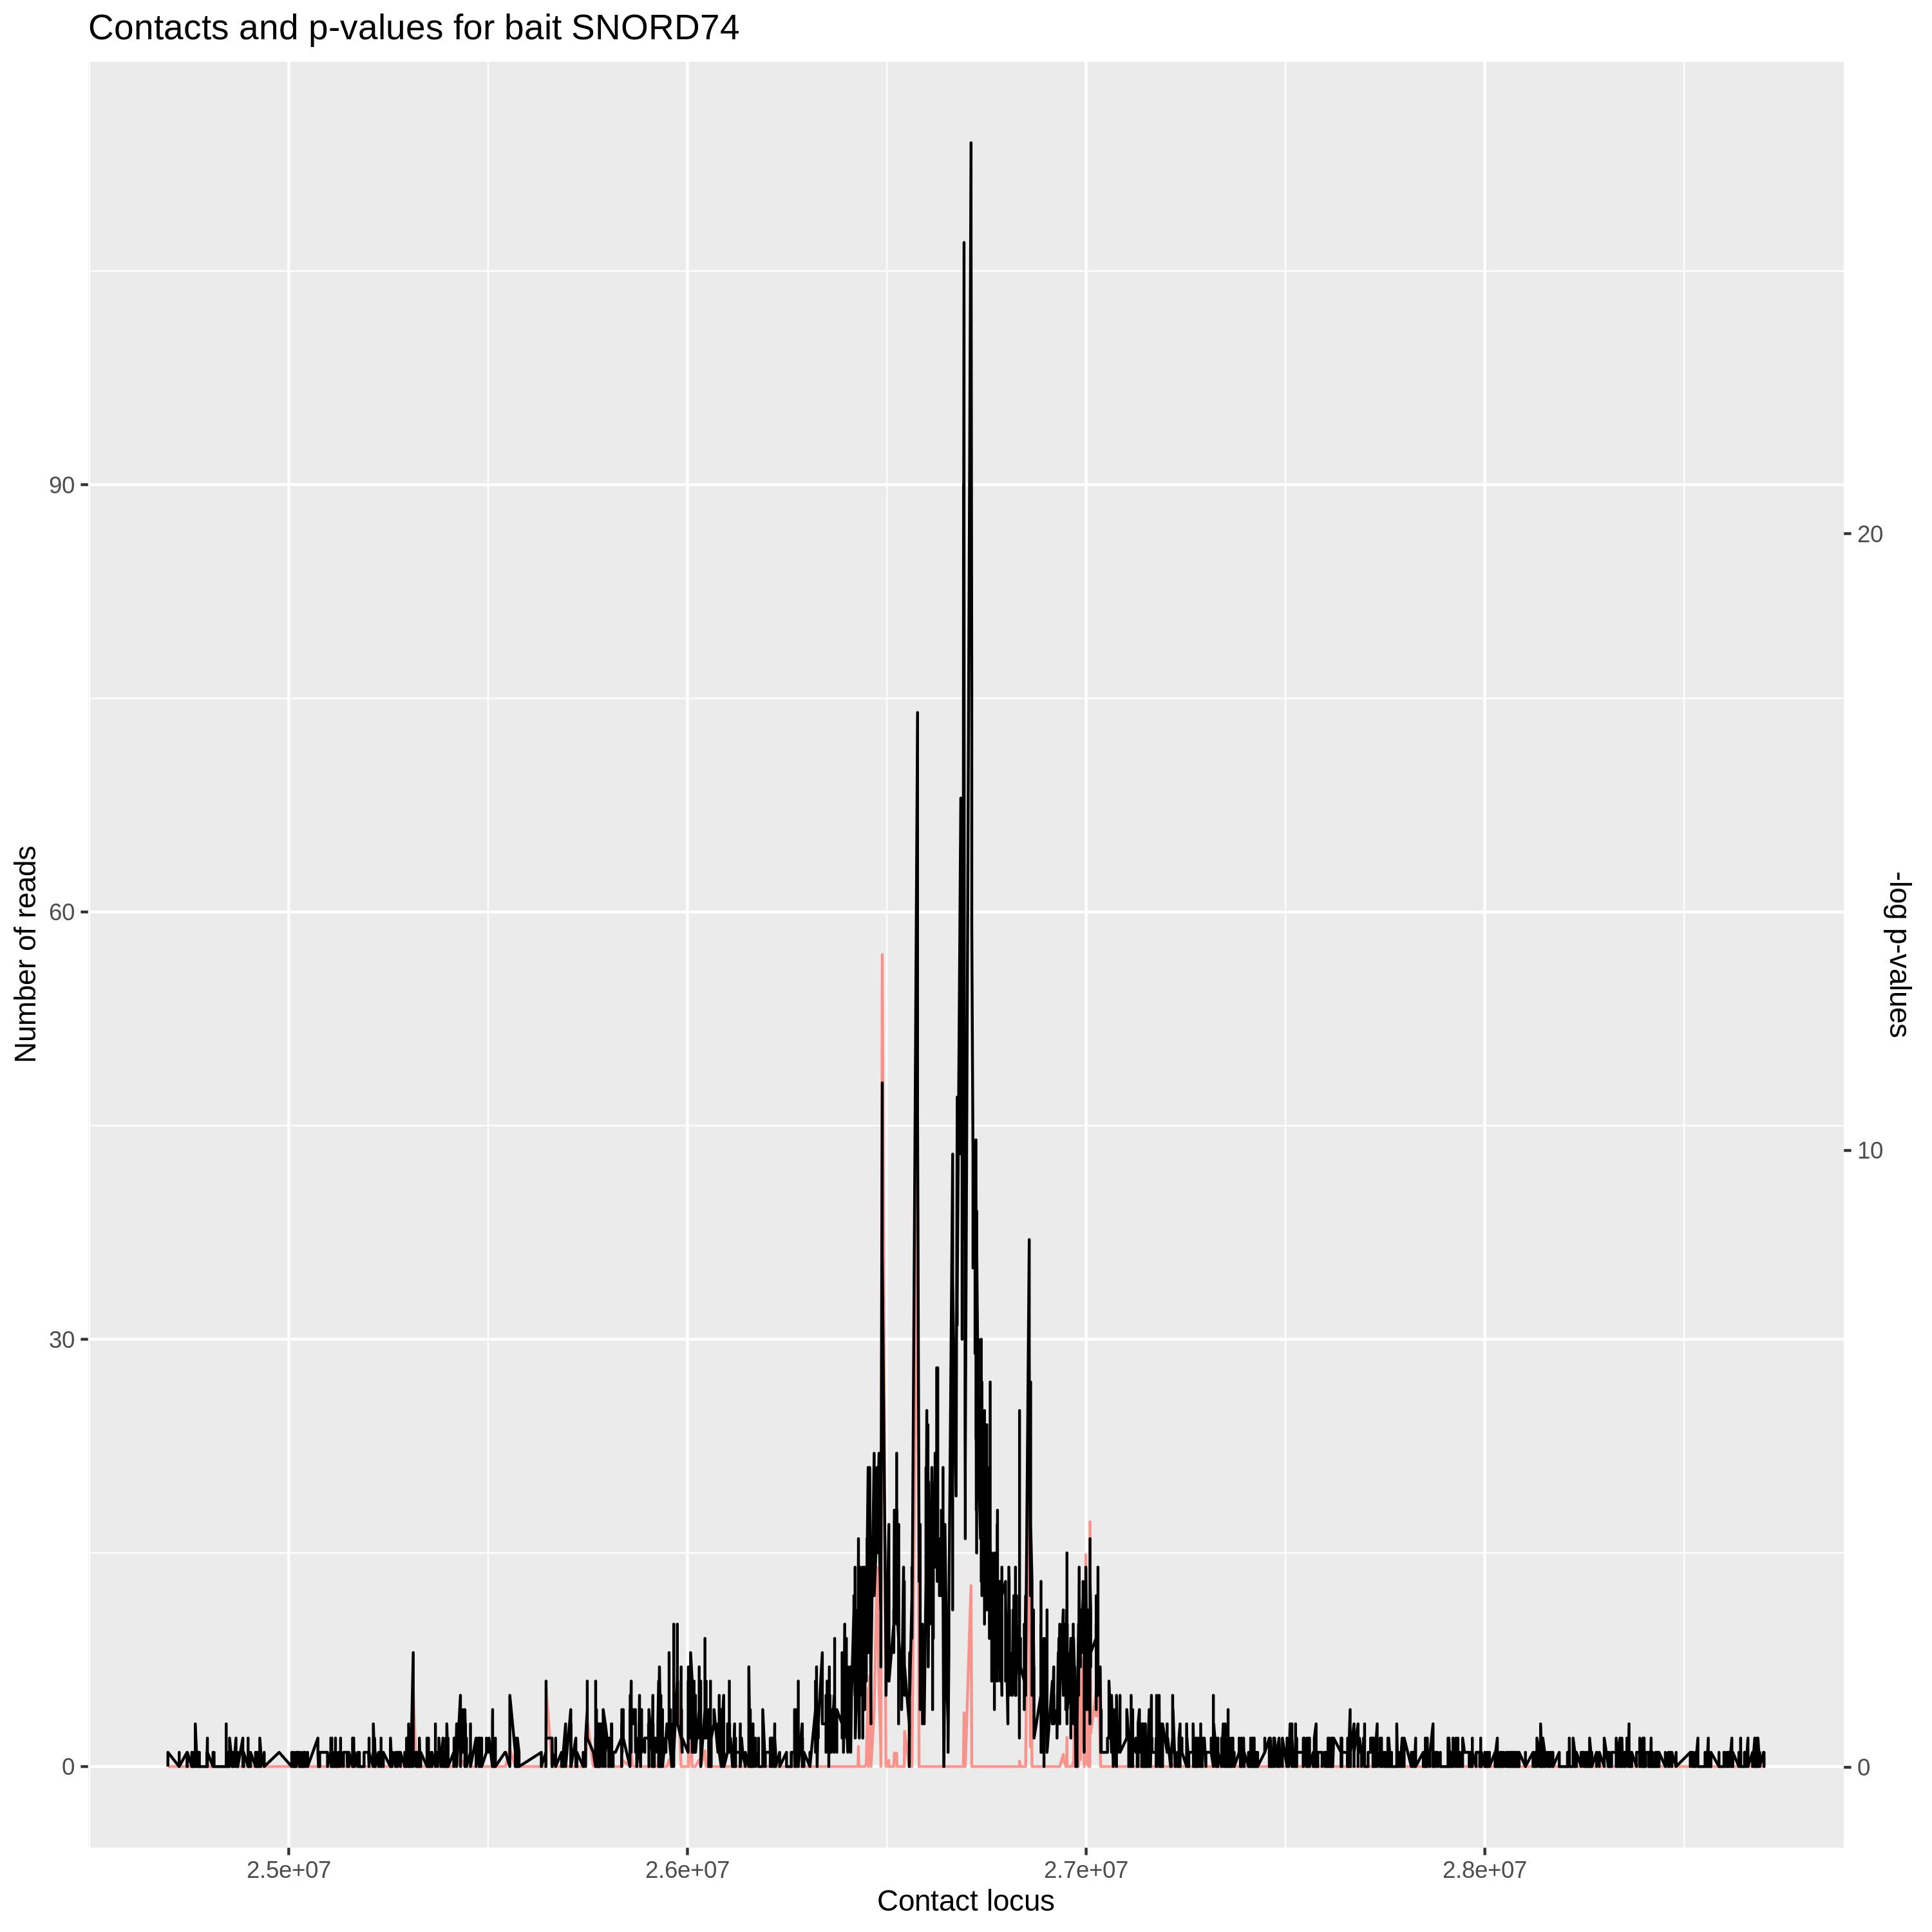 Contacts and p-values for bait SNORD74
90
60
30
0
Number of reads
20
10
0
-log p-values
2.5e+07 2.6e+07 2.7e+07 2.8e+07
Contact locus